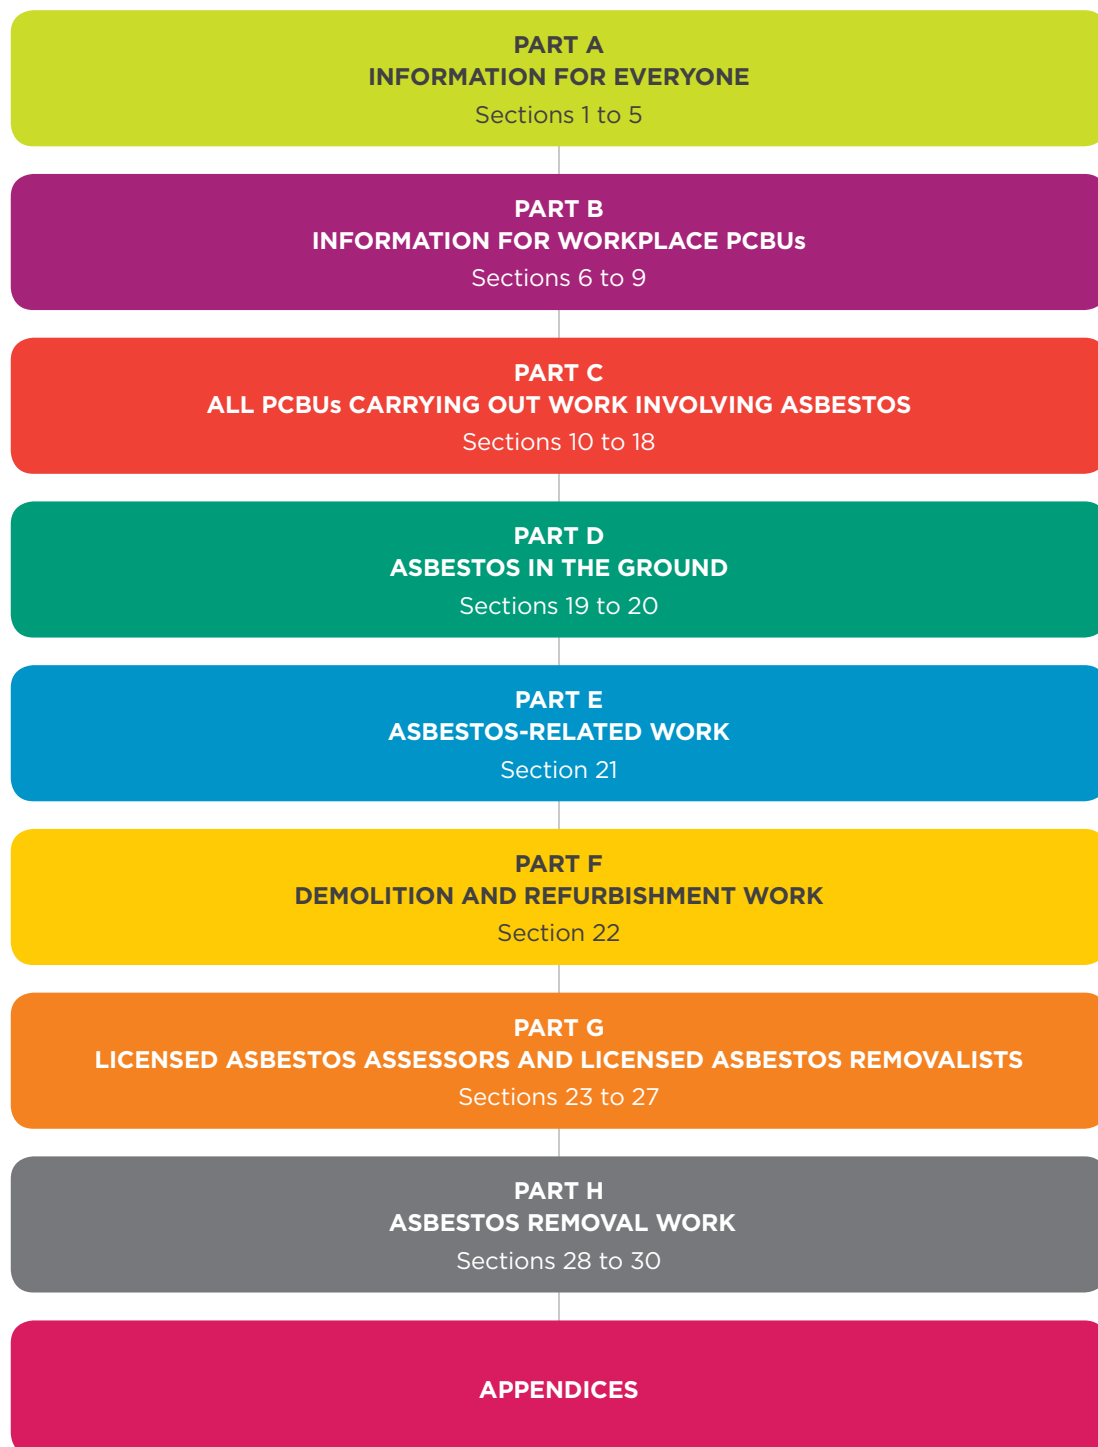 PART A
INFORMATION FOR EVERYONE
Sections 1 to 5
PART B
INFORMATION FOR WORKPLACE PCBUs
Sections 6 to 9
PART C
ALL PCBUs CARRYING OUT WORK INVOLVING ASBESTOS
Sections 10 to 18
PART D
ASBESTOS IN THE GROUND
Sections 19 to 20
PART E
ASBESTOS-RELATED WORK
Section 21
PART F
DEMOLITION AND REFURBISHMENT WORK
Section 22
PART G
LICENSED ASBESTOS ASSESSORS AND LICENSED ASBESTOS REMOVALISTS
Sections 23 to 27
PART H
ASBESTOS REMOVAL WORK
Sections 28 to 30
APPENDICES